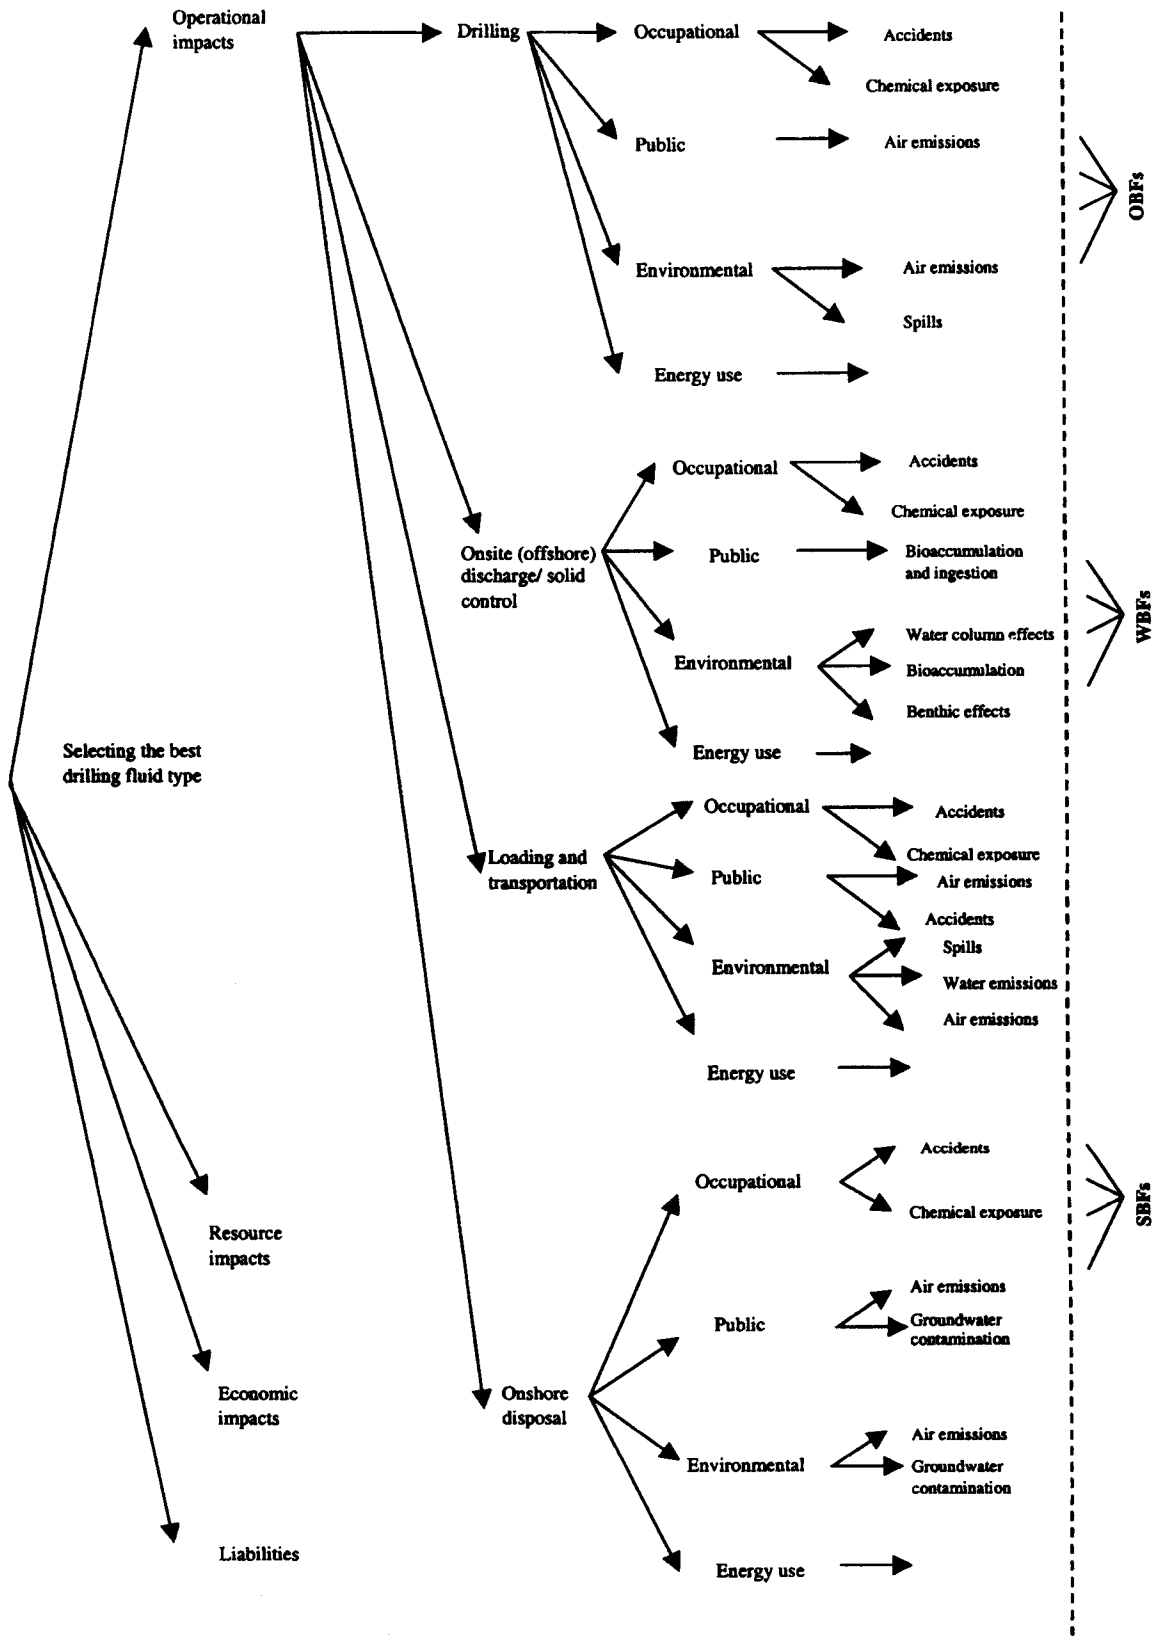 Operational
impacts
Drilling
Occupational
Accidents
Chemical exposure
Public
Air emissions
Environmental
Air emissions
Spills
Energy use
OBFs
Onsite (offshore)
discharge/ solid
control
Occupational
Accidents
Chemical exposure
Public
Bioaccumulation
and ingestion
Environmental
Water column effects
Bioaccumulation
Benthic effects
Energy use
WBFs
Selecting the best
drilling fluid type
Loading and
transportation
Occupational
Accidents
Chemical exposure
Public
Air emissions
Accidents
Environmental
Spills
Water emissions
Air emissions
Energy use
Resource
impacts
Economic
impacts
Liabilities
Onshore
disposal
Occupational
Accidents
Chemical exposure
Public
Air emissions
Groundwater
contamination
Environmental
Air emissions
Groundwater
contamination
Energy use
SBFs